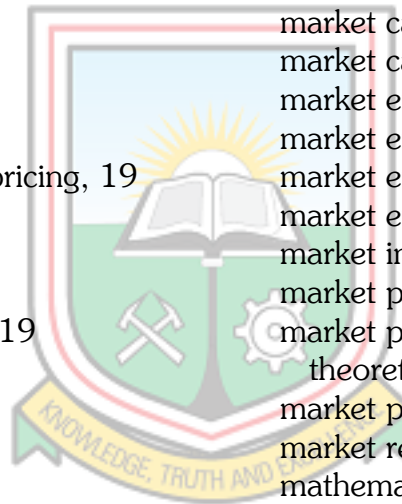 pricing, 19
19
market ca
market ca
market e
market e
market e
market e
market in
market p
market p
theoret
market p
market re
mathema
KNOWLEDGE, TRUTH AND EXCELLENCE